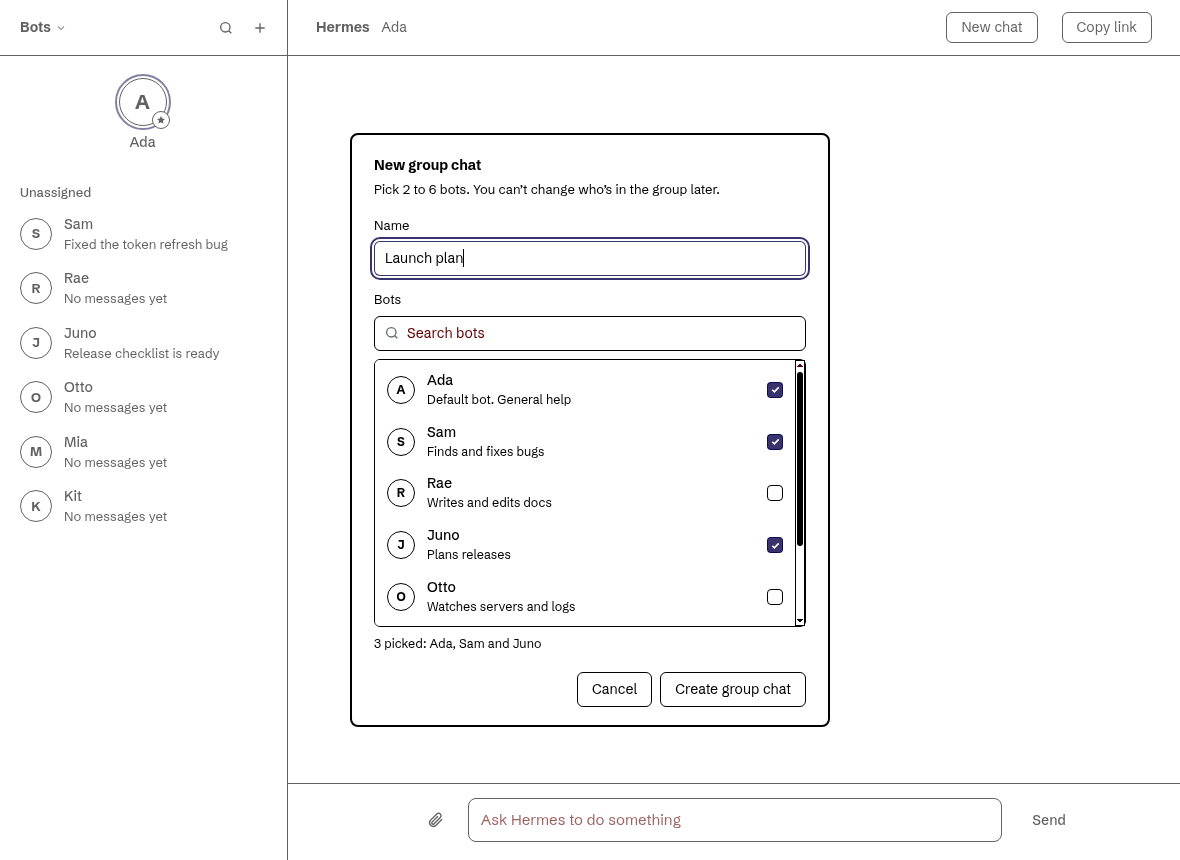 Bots
Hermes Ada
New chat
Copy link
A
Ada
Unassigned
S
Sam
Fixed the token refresh bug
R
Rae
No messages yet
J
Juno
Release checklist is ready
O
Otto
No messages yet
M
Mia
No messages yet
K
Kit
No messages yet
New group chat
Pick 2 to 6 bots. You can’t change who’s in the group later.
Name
Launch plan
Bots
Search bots
A
Ada
Default bot. General help
S
Sam
Finds and fixes bugs
R
Rae
Writes and edits docs
J
Juno
Plans releases
O
Otto
Watches servers and logs
3 picked: Ada, Sam and Juno
Cancel
Create group chat
Ask Hermes to do something
Send